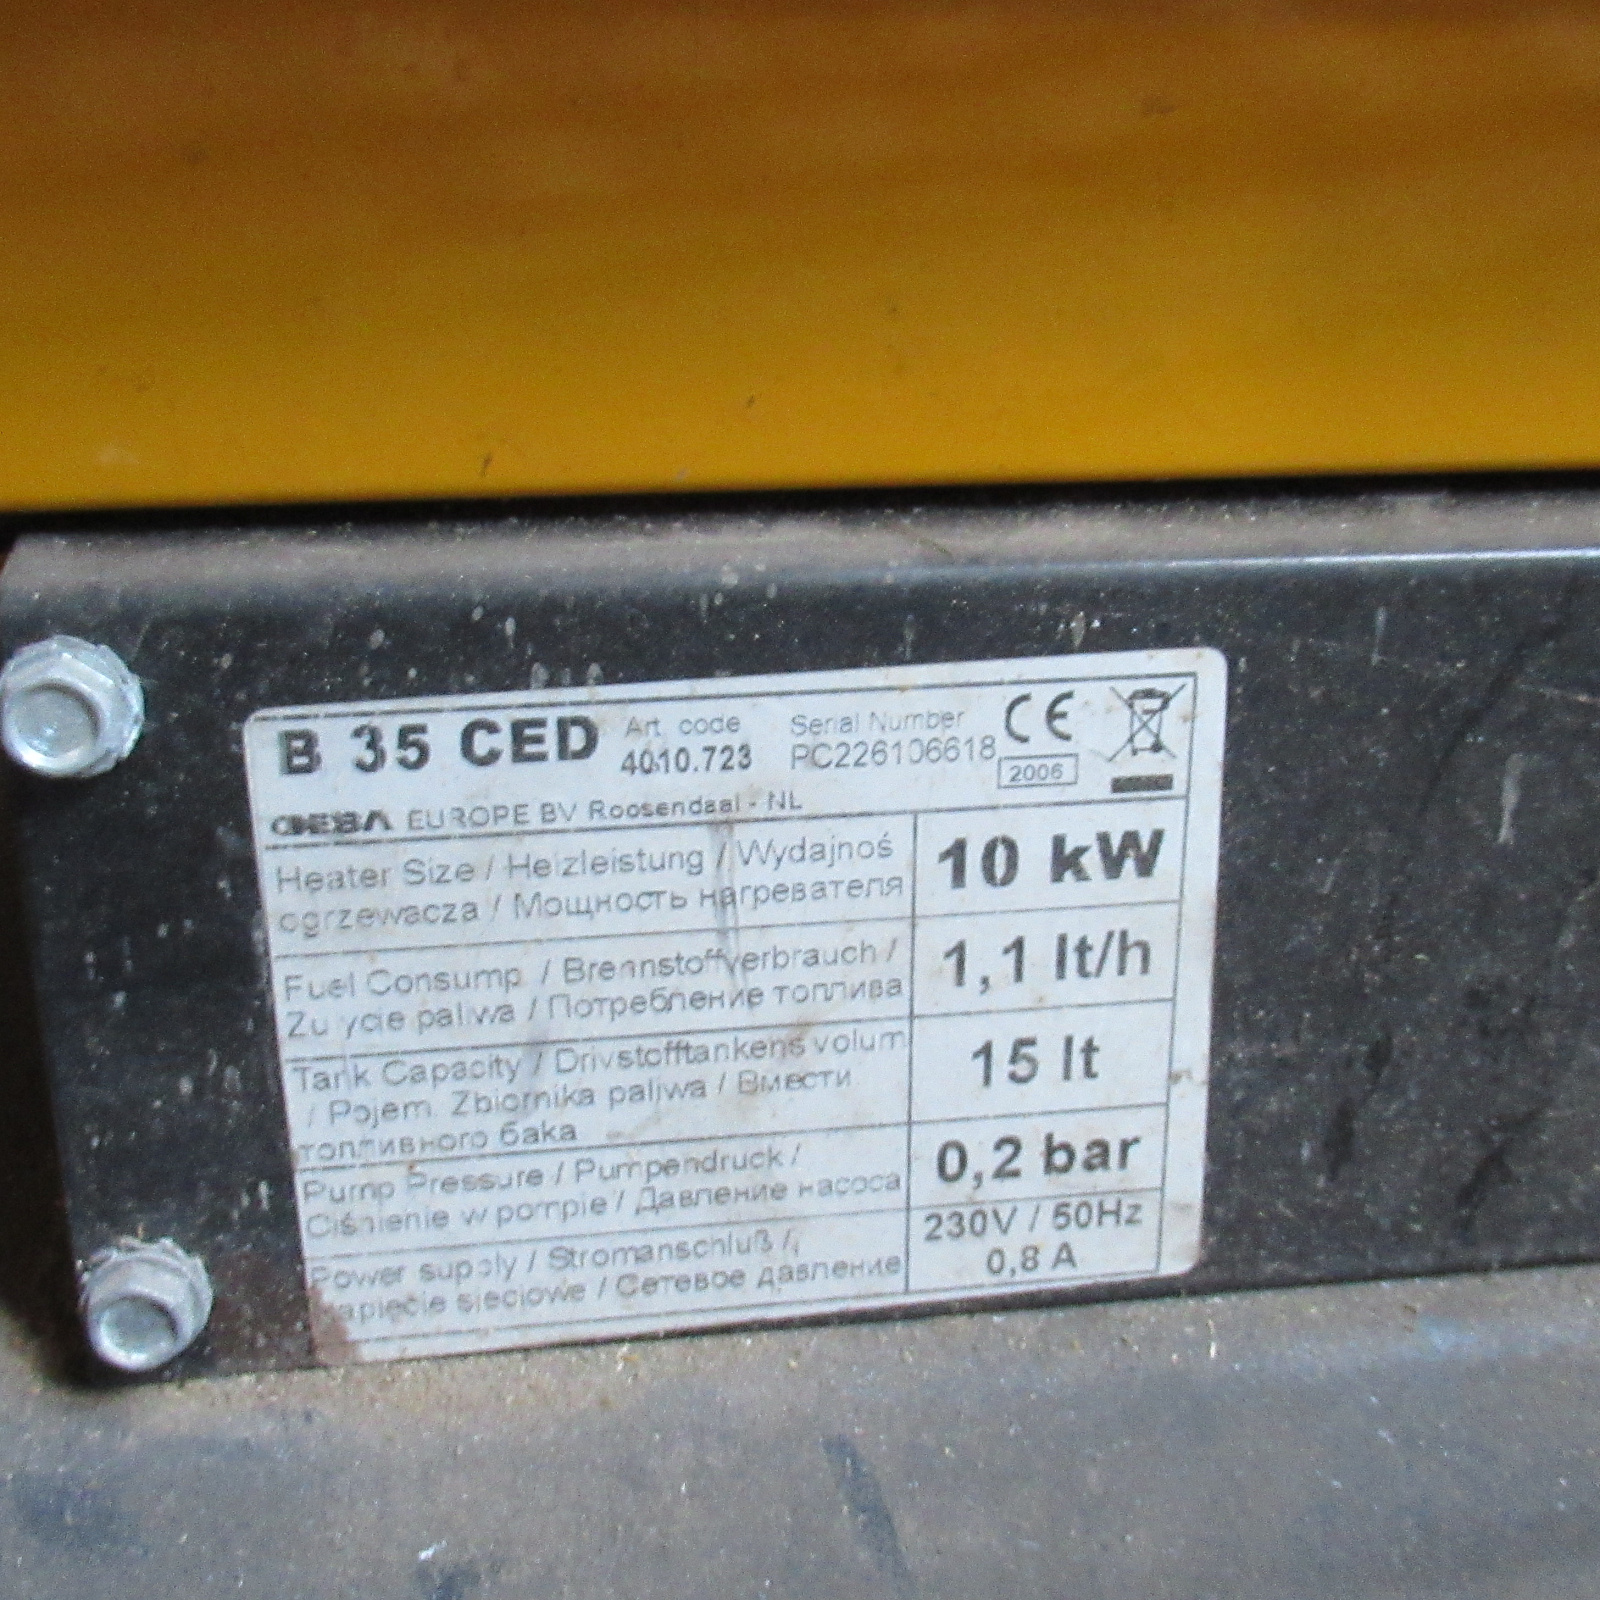 B 35 CED Art. code Serial Number CE
4010.723 PC226106618 2006
EUROPE BV Roosendaal - NL
Heater Size / Heizleistung / Wydajnoś
ogrzewacza / Мощность нагревателя
10 kW
Fuel Consump. / Brennstoffverbrauch /
Zu ycie paliwa / Потребление топлива
1,1 lt/h
Tank Capacity / Drivstofftankens volum
/ Pojem. Zbiornika paliwa / Вмести
топливного бака
15 lt
Pump Pressure / Pumpendruck /
Ciśnienie w pompie / Давление насоса
0,2 bar
Power supply / Stromanschluß /
apięcie sieciowe / Сетевое давление
230V / 50Hz
0,8 A